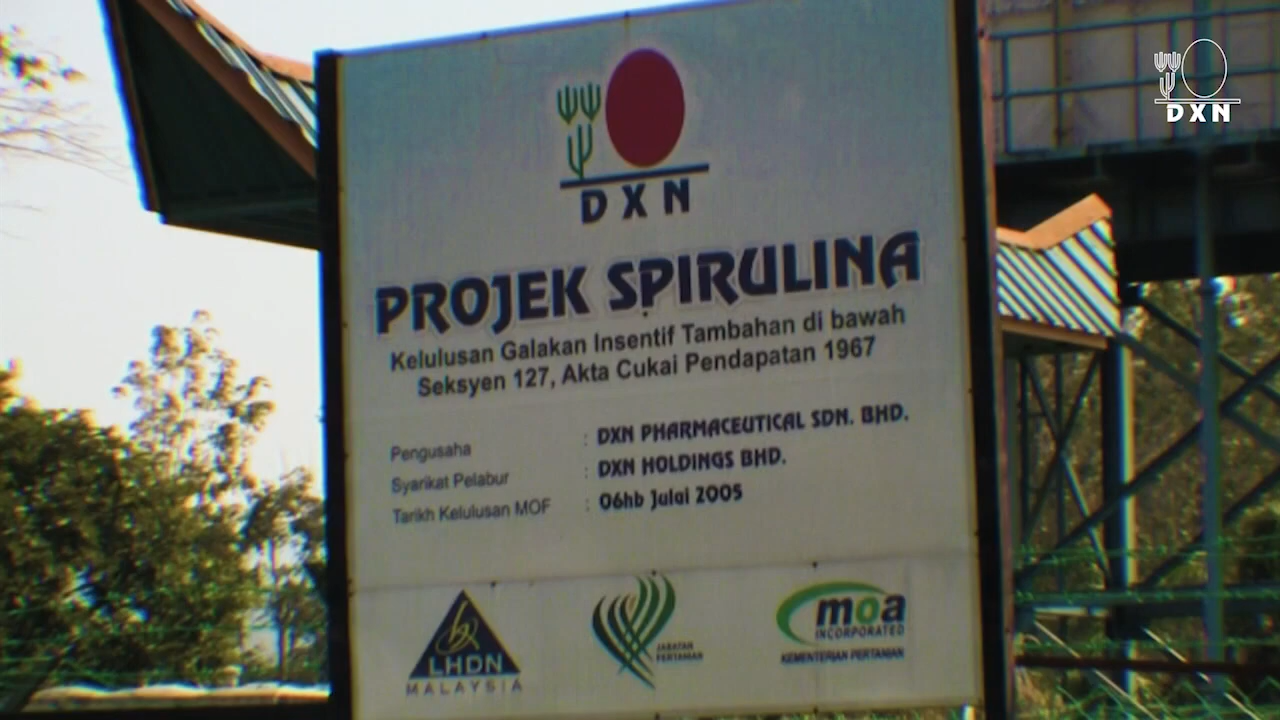 DXN
DXN
PROJEK SPIRULINA
Kelulusan Galakan Insentif Tambahan di bawah
Seksyen 127, Akta Cukai Pendapatan 1967
Pengusaha : DXN PHARMACEUTICAL SDN. BHD.
Syarikat Pelabur : DXN HOLDINGS BHD.
Tarikh Kelulusan MOF : 06hb Julai 2005
LHDN
MALAYSIA
JABATAN
PERTANIAN
moa
INCORPORATED
KEMENTERIAN PERTANIAN